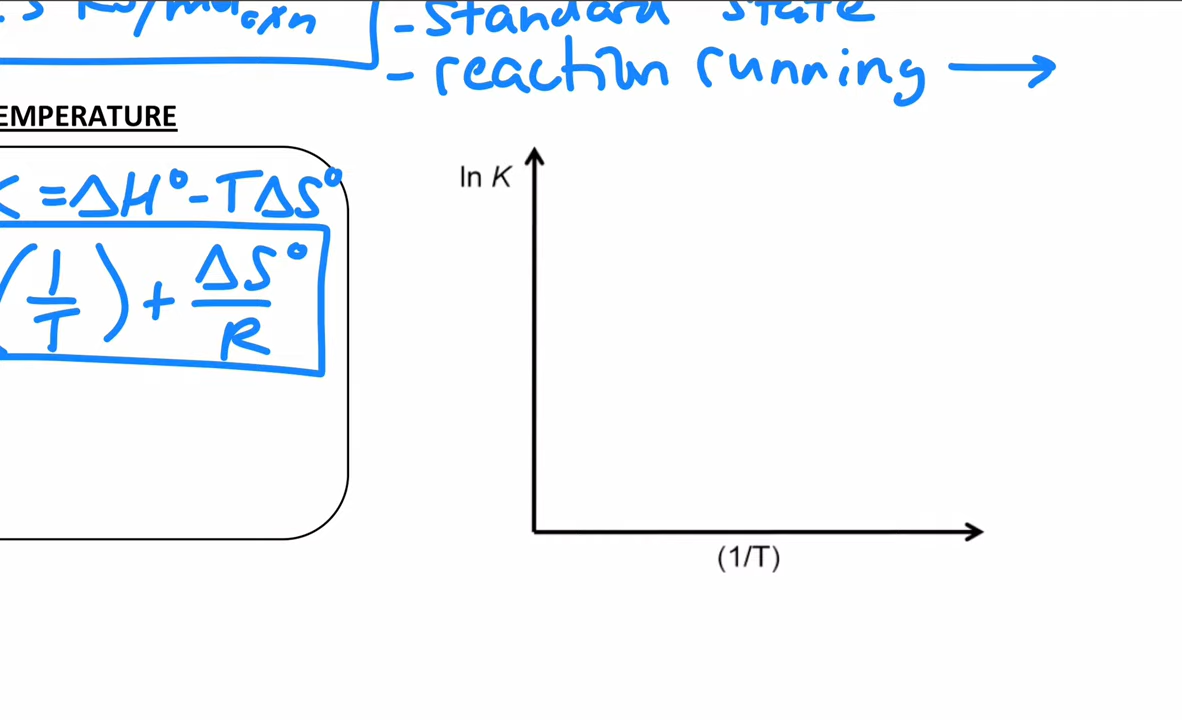 - standard state
- reaction running →
EMPERATURE
= ΔH° - TΔS°
(1/T) + ΔS°/R
ln K
(1/T)